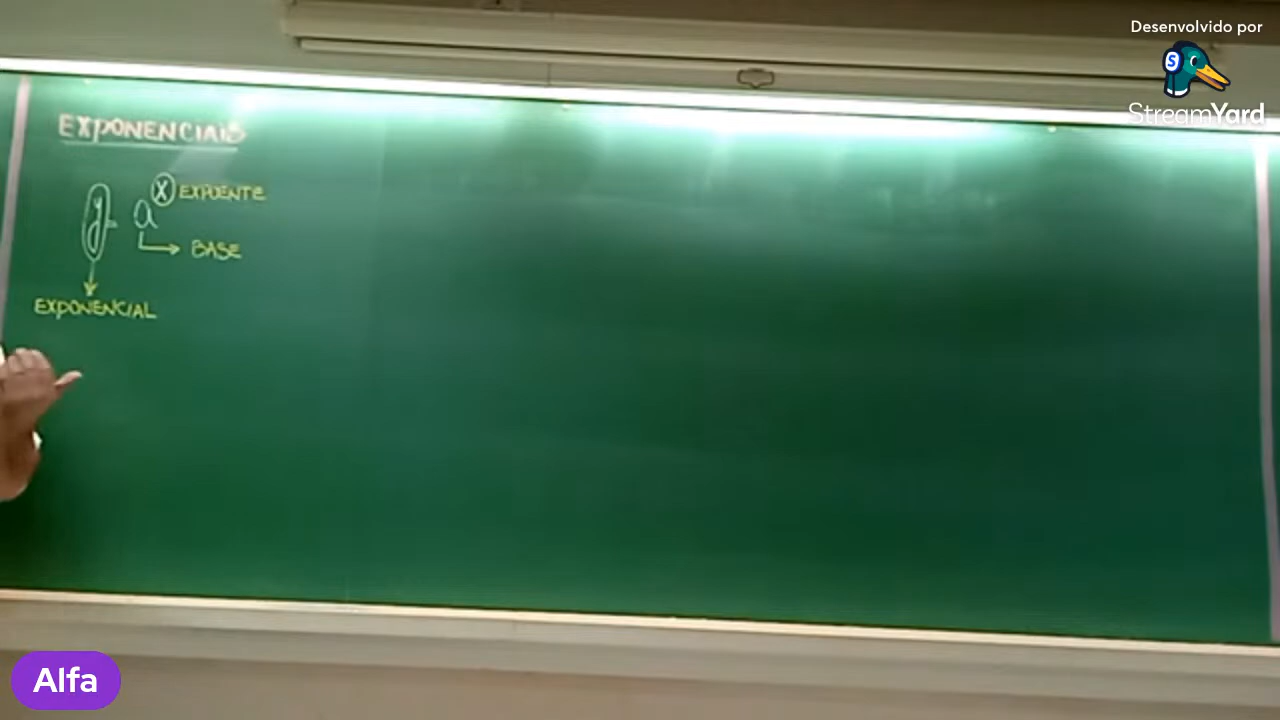 Desenvolvido por
StreamYard
EXPONENCIAIS
y = a^x EXPOENTE
BASE
EXPONENCIAL
Alfa